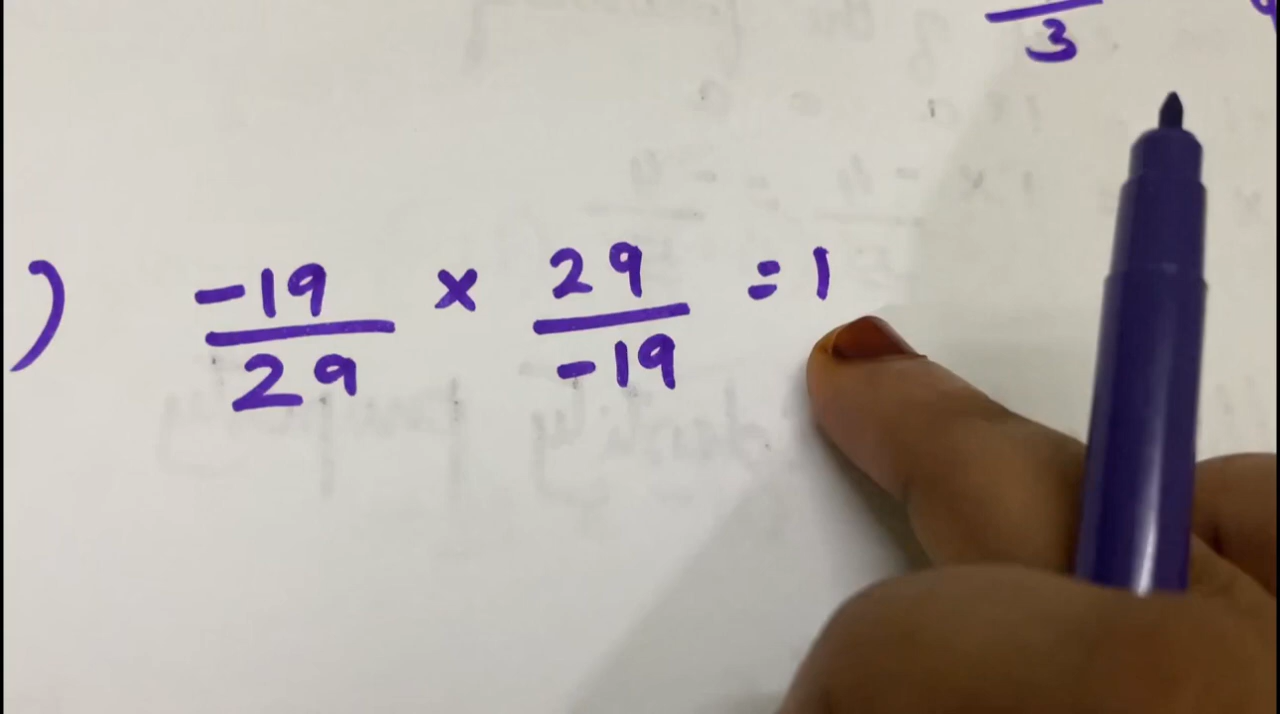 3
) -19/29 × 29/-19 = 1